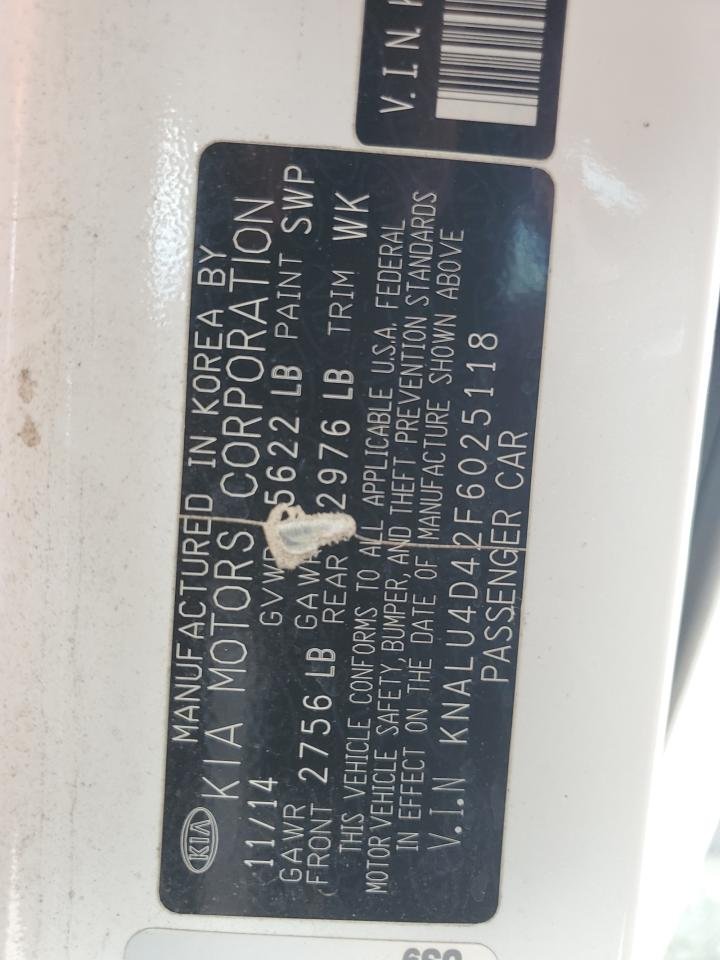 KIA
MANUFACTURED IN KOREA BY
KIA MOTORS CORPORATION
11/14 GVWR 5622 LB PAINT SWP
GAWR GAWR
FRONT 2756 LB REAR 2976 LB TRIM WK
THIS VEHICLE CONFORMS TO ALL APPLICABLE U.S.A. FEDERAL
MOTOR VEHICLE SAFETY, BUMPER, AND THEFT PREVENTION STANDARDS
IN EFFECT ON THE DATE OF MANUFACTURE SHOWN ABOVE
V.I.N KNALU4D42F6025118
PASSENGER CAR
V.I.N. K